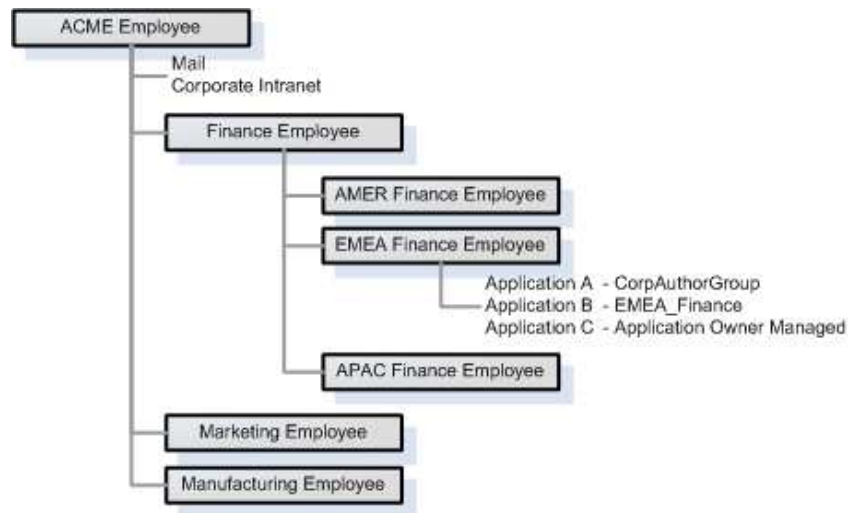 ACME Employee
Mail
Corporate Intranet
Finance Employee
AMER Finance Employee
EMEA Finance Employee
Application A - CorpAuthorGroup
Application B - EMEA_Finance
Application C - Application Owner Managed
APAC Finance Employee
Marketing Employee
Manufacturing Employee